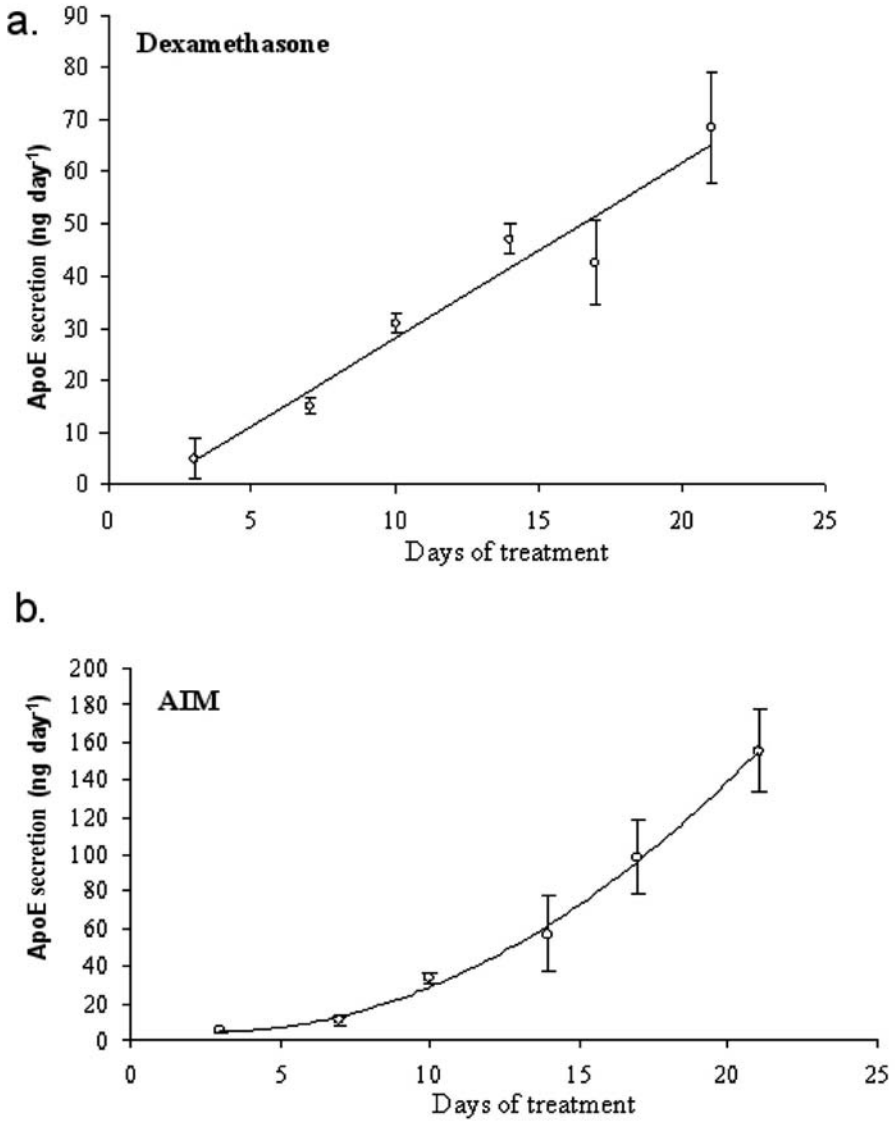 a.
Dexamethasone
ApoE secretion (ng day-1)
90
80
70
60
50
40
30
20
10
0
0 5 10 15 20 25
Days of treatment
b.
AIM
ApoE secretion (ng day-1)
200
180
160
140
120
100
80
60
40
20
0
0 5 10 15 20 25
Days of treatment